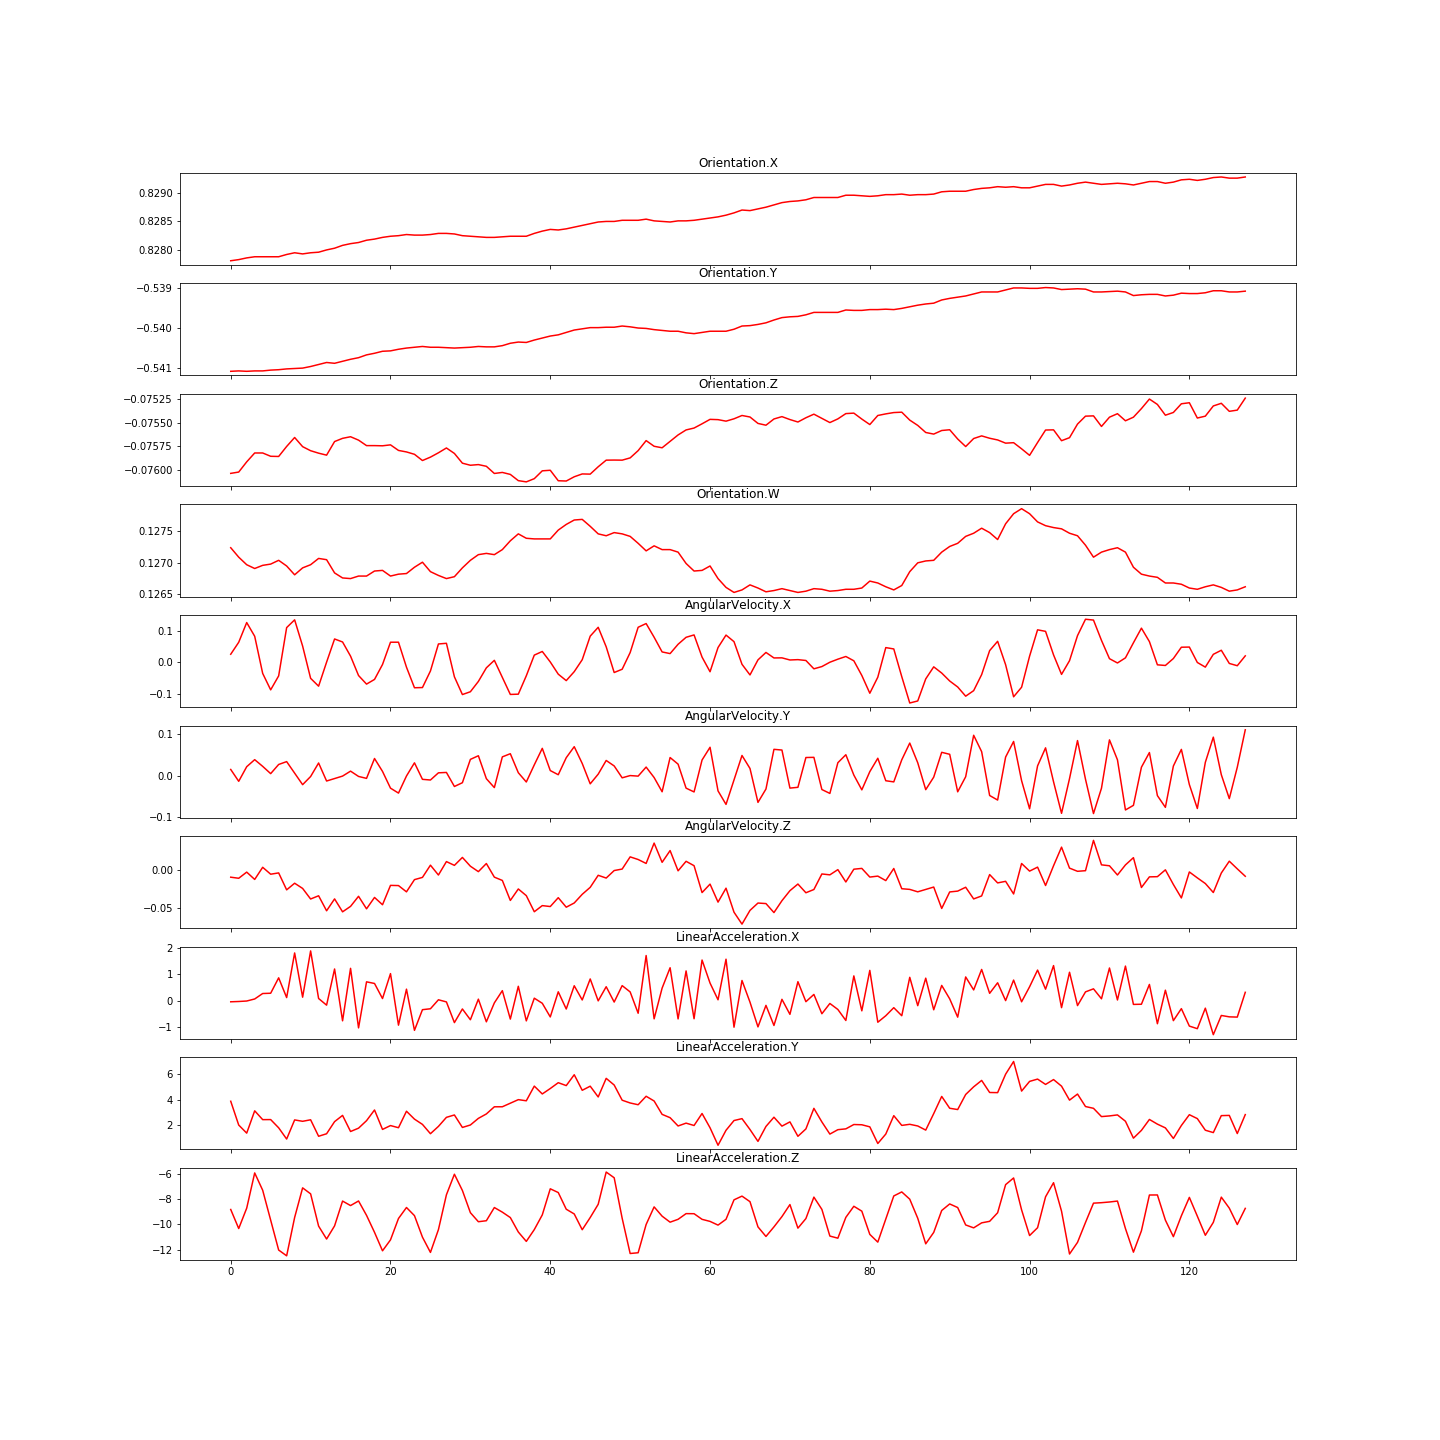 Orientation.X
0.8290
0.8285
0.8280
Orientation.Y
−0.539
−0.540
−0.541
Orientation.Z
−0.07525
−0.07550
−0.07575
−0.07600
Orientation.W
0.1275
0.1270
0.1265
AngularVelocity.X
0.1
0.0
−0.1
AngularVelocity.Y
0.1
0.0
−0.1
AngularVelocity.Z
0.00
−0.05
LinearAcceleration.X
2
1
0
−1
LinearAcceleration.Y
6
4
2
LinearAcceleration.Z
−6
−8
−10
−12
0 20 40 60 80 100 120